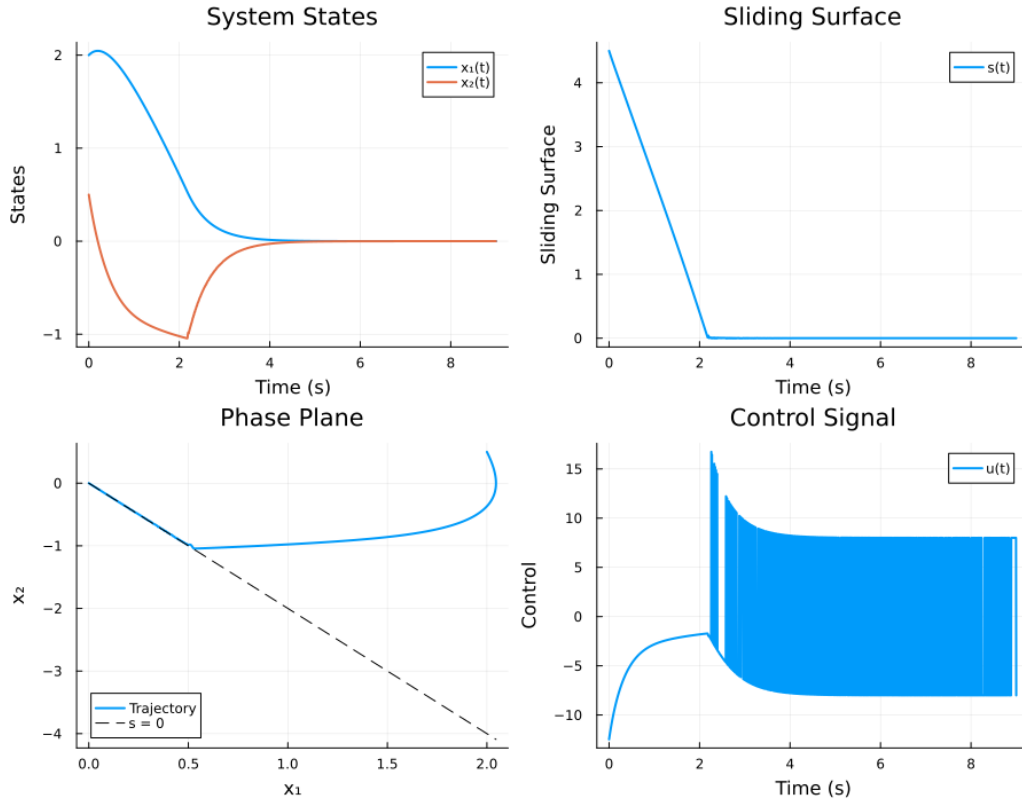 System States
x₁(t)
x₂(t)
2
1
0
−1
States
0
2
4
6
8
Time (s)
Sliding Surface
s(t)
4
3
2
1
0
Sliding Surface
0
2
4
6
8
Time (s)
Phase Plane
0
−1
−2
−3
−4
x₂
Trajectory
s = 0
0.0
0.5
1.0
1.5
2.0
x₁
Control Signal
u(t)
15
10
5
0
−5
−10
Control
0
2
4
6
8
Time (s)